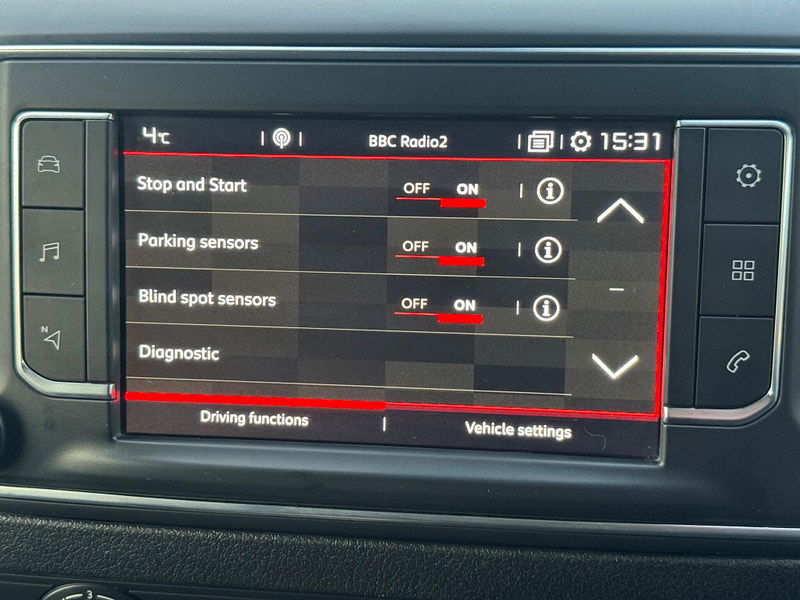 4°C BBC Radio2 15:31
Stop and Start OFF ON i
Parking sensors OFF ON i
Blind spot sensors OFF ON i
Diagnostic
Driving functions Vehicle settings
N
3